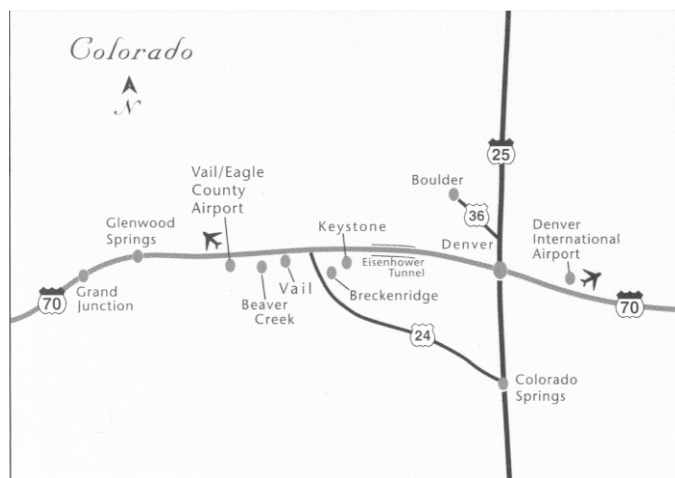 Colorado
N
25
Vail/Eagle
County
Airport
Boulder
36
Glenwood
Springs
Keystone
Denver
Denver
International
Airport
Eisenhower
Tunnel
70
Grand
Junction
Beaver
Creek
Vail
Breckenridge
70
24
Colorado
Springs